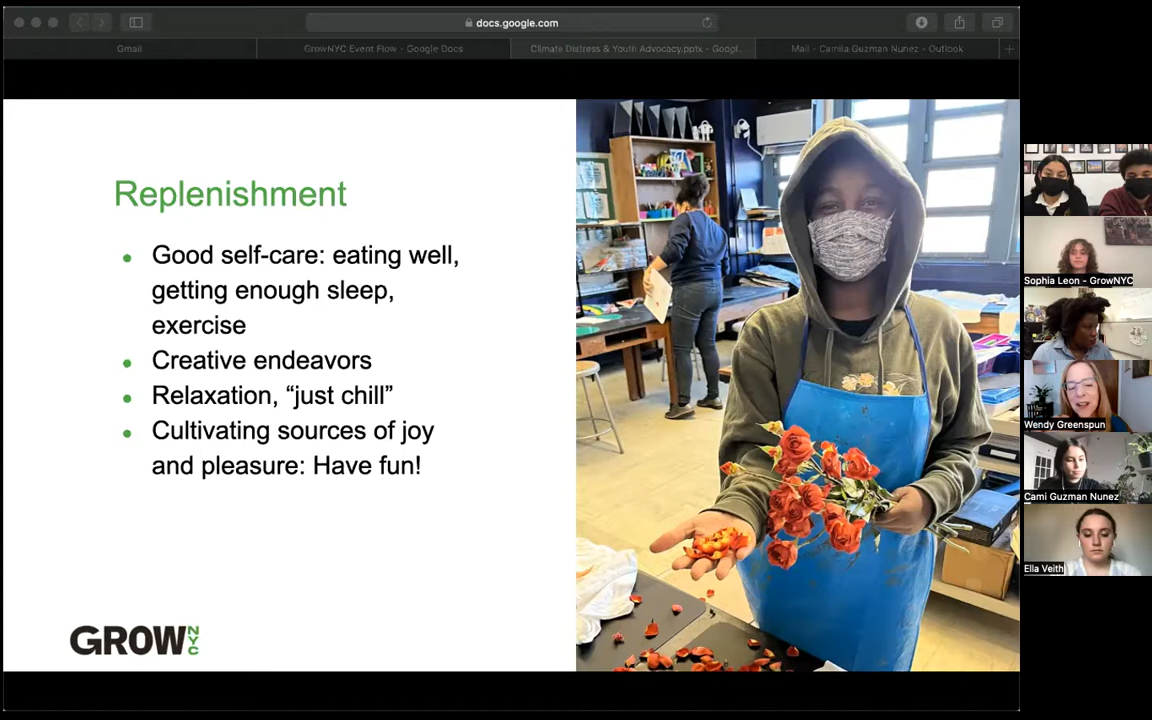 docs.google.com
Gmail
GrowNYC Event Flow - Google Docs
Climate Distress & Youth Advocacy.pptx - Googl..
Mail - Camila Guzman Nunez - Outlook
Replenishment
• Good self-care: eating well,
getting enough sleep,
exercise
• Creative endeavors
• Relaxation, “just chill”
• Cultivating sources of joy
and pleasure: Have fun!
GROWNYC
Sophia Leon - GrowNYC
Wendy Greenspun
Cami Guzman Nunez
Ella Veith